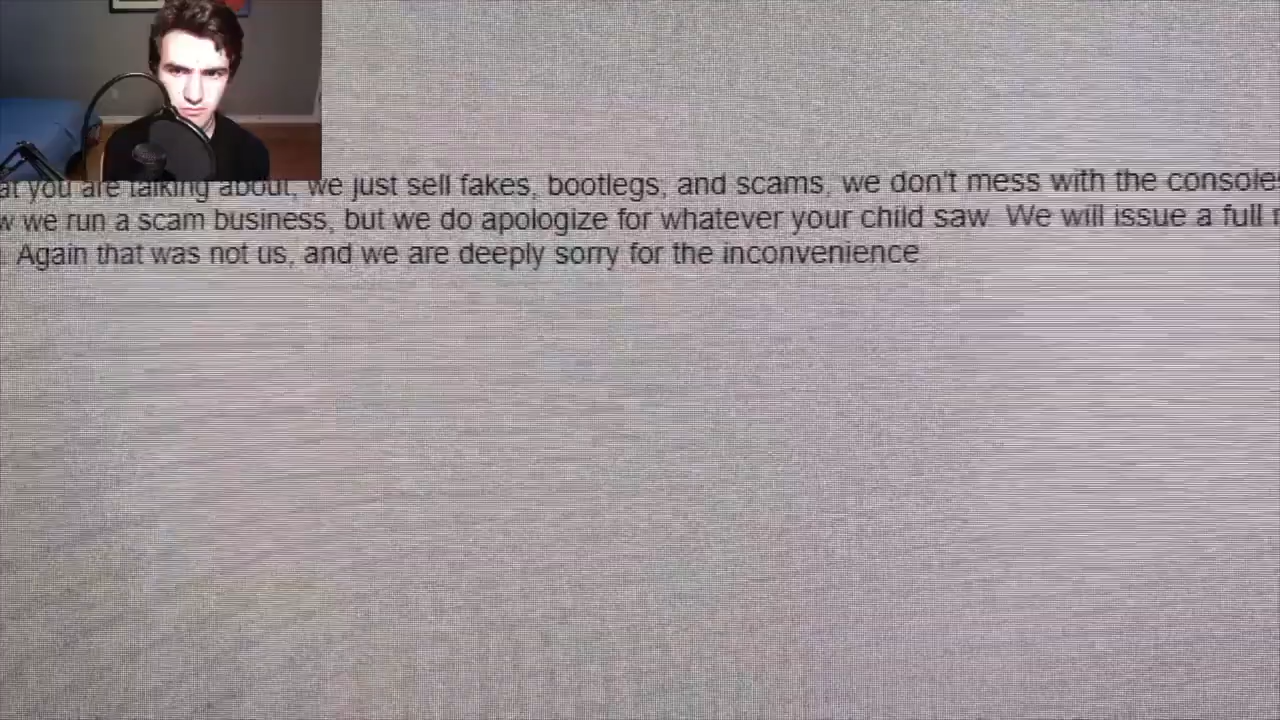 you are talking about, we just sell fakes, bootlegs, and scams, we don't mess with the consoles
we run a scam business, but we do apologize for whatever your child saw. We will issue a full
Again that was not us, and we are deeply sorry for the inconvenience.